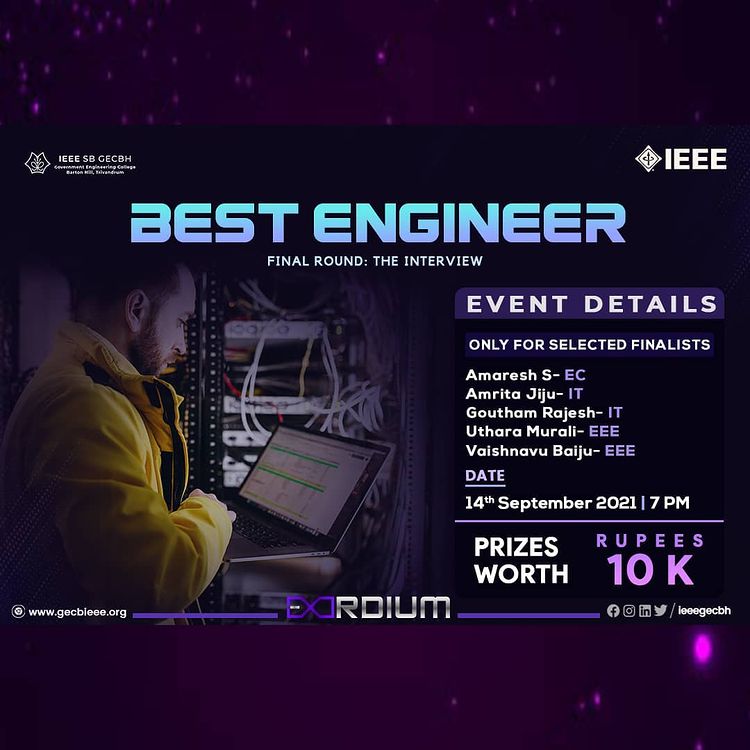 IEEE SB GECBH
Government Engineering College
Barton Hill, Trivandrum
IEEE
BEST ENGINEER
FINAL ROUND: THE INTERVIEW
EVENT DETAILS
ONLY FOR SELECTED FINALISTS
Amaresh S- EC
Amrita Jiju- IT
Goutham Rajesh- IT
Uthara Murali- EEE
Vaishnavu Baiju- EEE
DATE
14th September 2021 | 7 PM
PRIZES
WORTH
RUPEES
10 K
www.gecbieee.org
EXORDIUM
/ieeegecbh